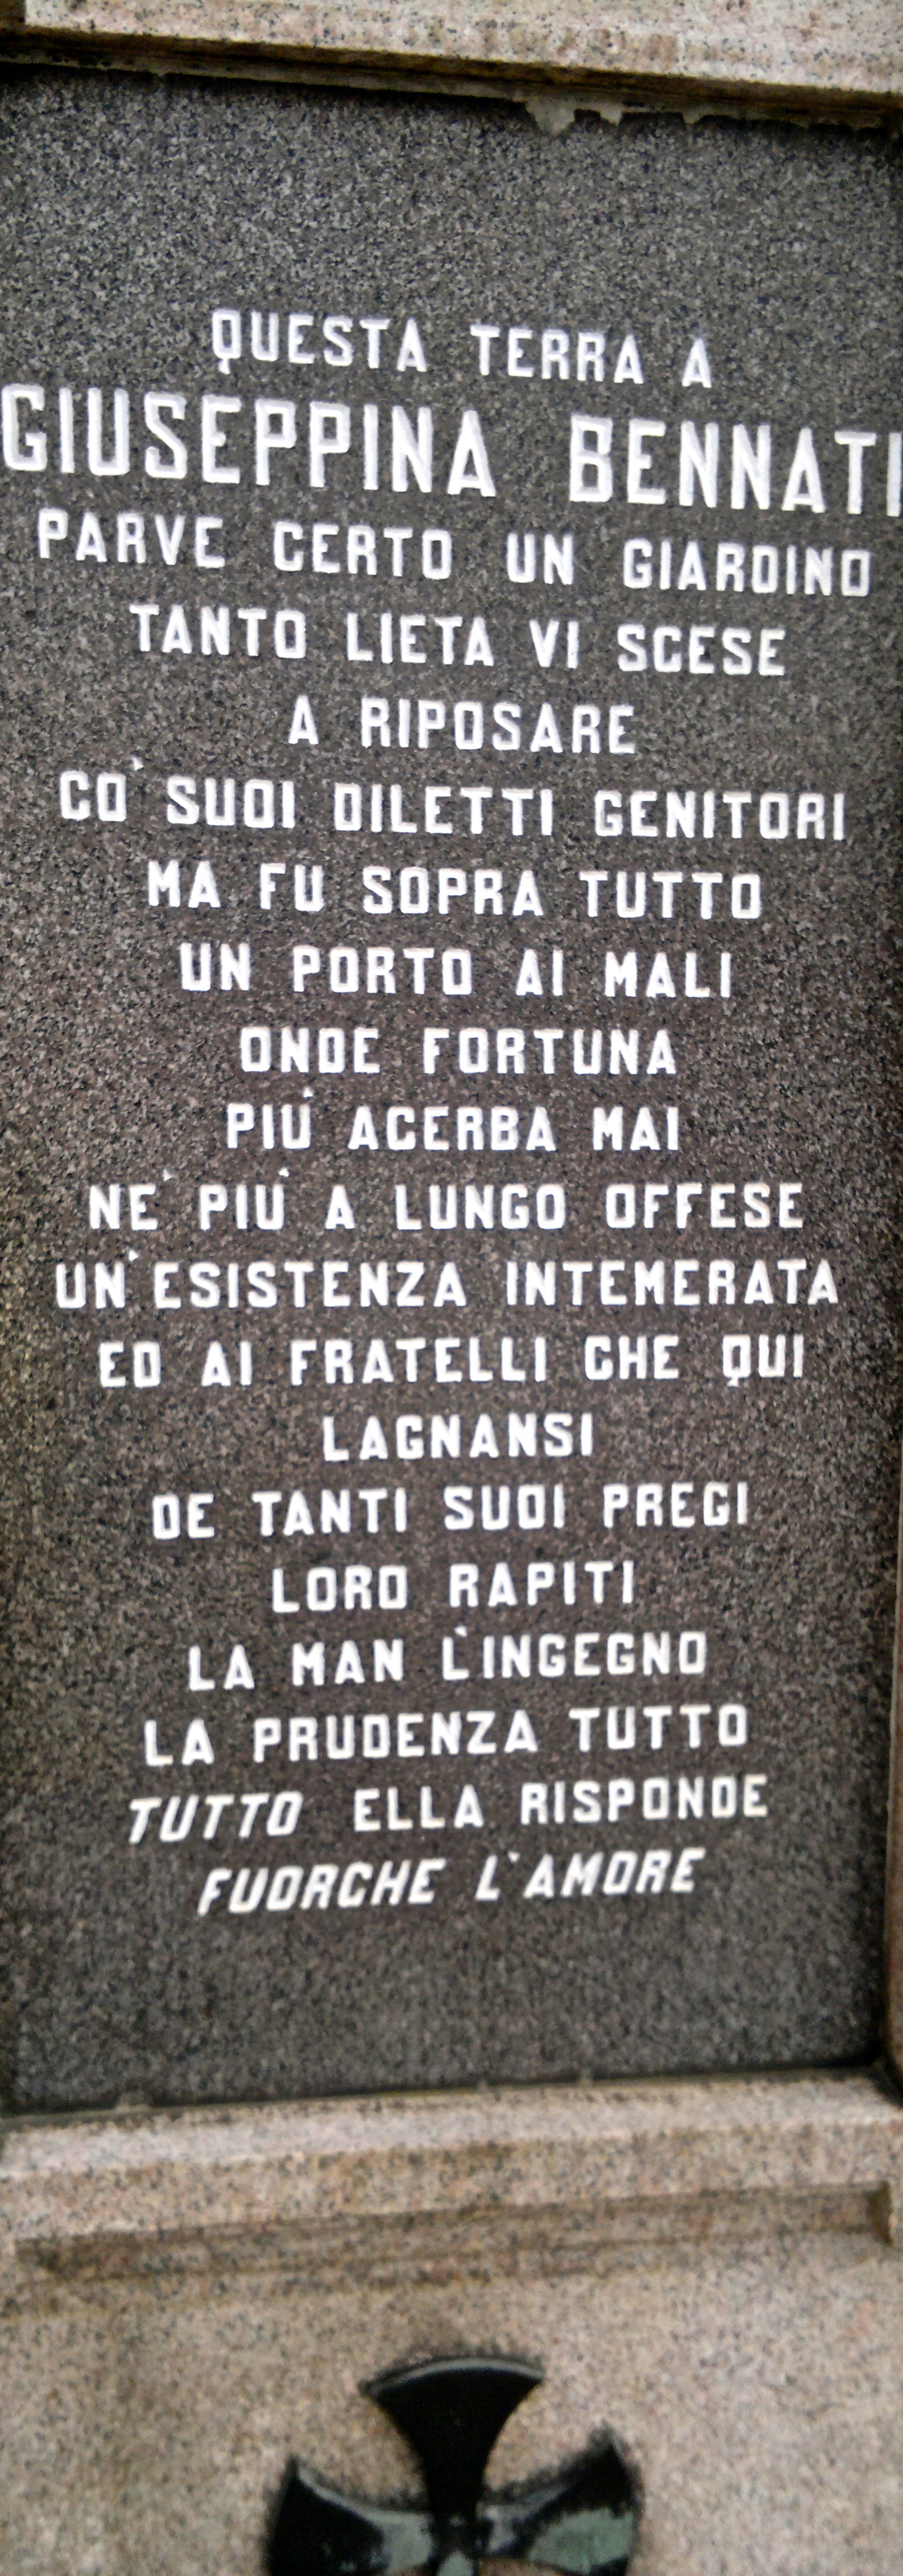 QUESTA TERRA A
GIUSEPPINA BENNATI
PARVE CERTO UN GIARDINO
TANTO LIETA VI SCESE
A RIPOSARE
CO' SUOI DILETTI GENITORI
MA FU SOPRA TUTTO
UN PORTO AI MALI
ONDE FORTUNA
PIU' ACERBA MAI
NE' PIU' A LUNGO OFFESE
UN'ESISTENZA INTEMERATA
ED AI FRATELLI CHE QUI
LAGNANSI
DE TANTI SUOI PREGI
LORO RAPITI
LA MAN L'INGEGNO
LA PRUDENZA TUTTO
TUTTO ELLA RISPONDE
FUORCHE L'AMORE